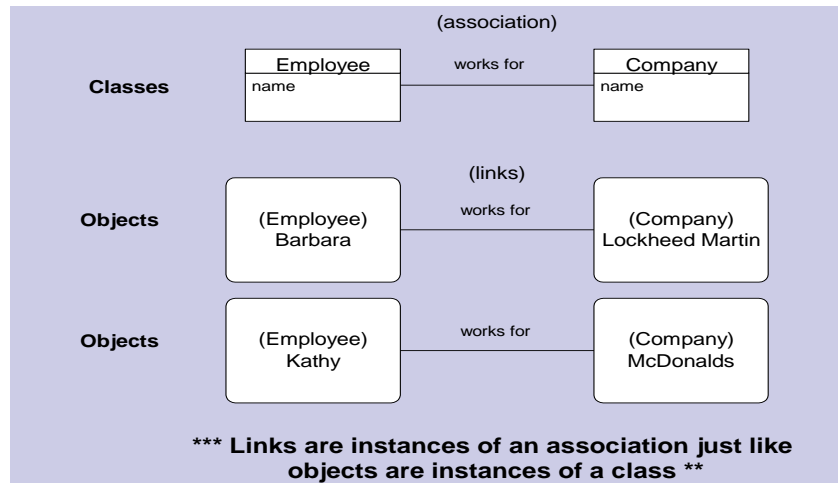 (association)
Classes
Employee
name
works for
Company
name
(links)
Objects
(Employee)
Barbara
works for
(Company)
Lockheed Martin
Objects
(Employee)
Kathy
works for
(Company)
McDonalds
*** Links are instances of an association just like
objects are instances of a class **